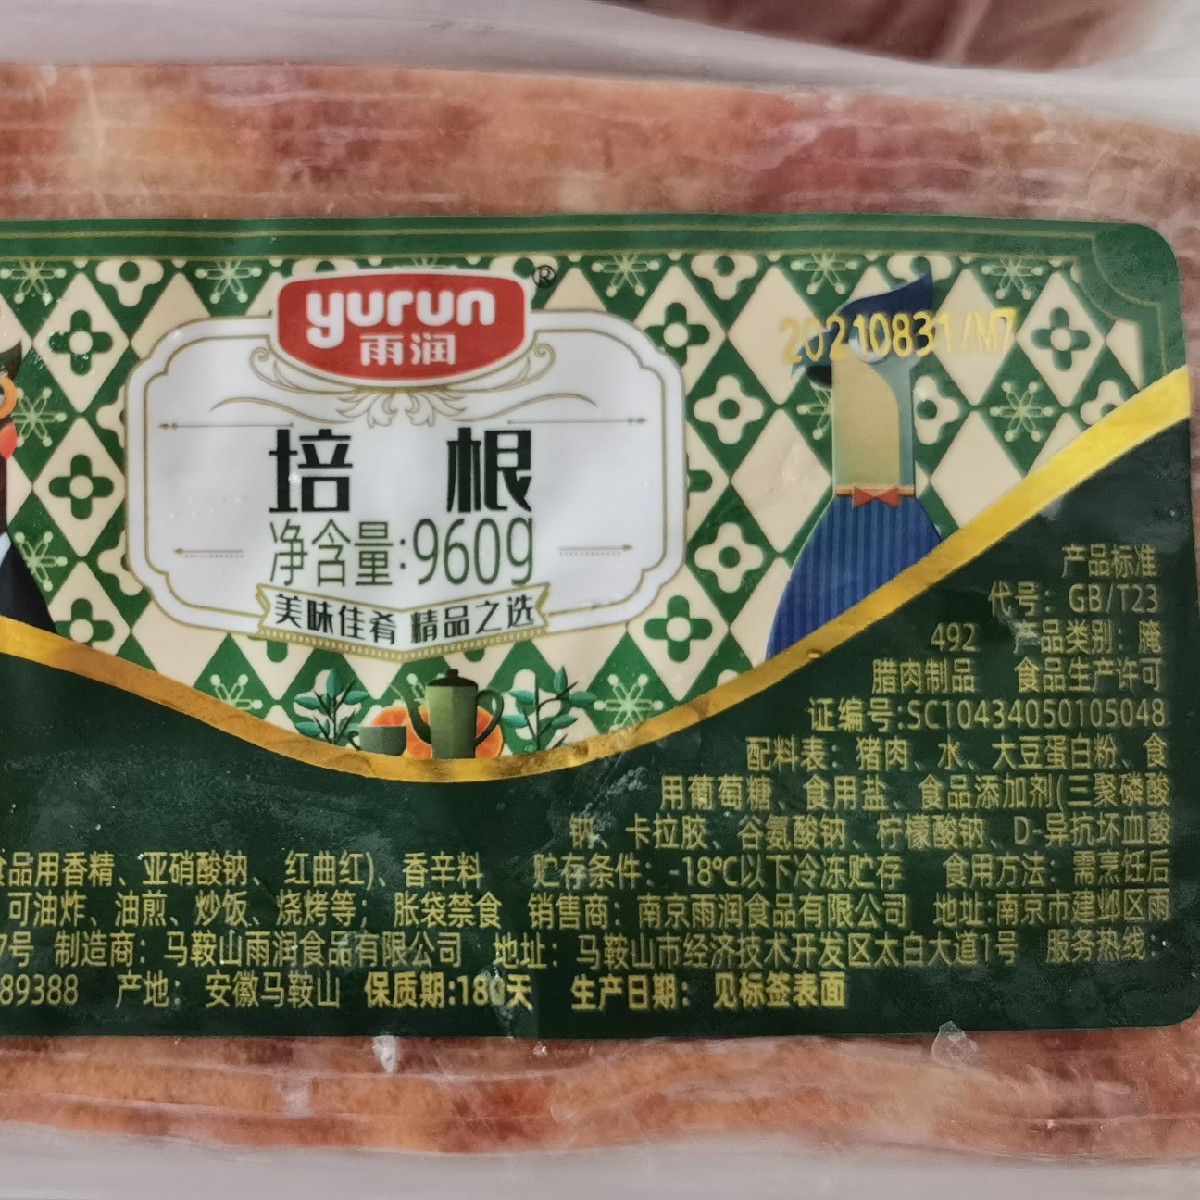 yurun®
雨润
20210831/M7
培 根
净含量:960g
美味佳肴 精品之选
产品标准
代号：GB/T23
492 产品类别：腌
腊肉制品 食品生产许可
证编号:SC10434050105048
配料表：猪肉、水、大豆蛋白粉、食
用葡萄糖、食用盐、食品添加剂(三聚磷酸
钠、卡拉胶、谷氨酸钠、柠檬酸钠、D-异抗坏血酸
食品用香精、亚硝酸钠、红曲红)、香辛料 贮存条件：-18℃以下冷冻贮存 食用方法：需烹饪后
可油炸、油煎、炒饭、烧烤等；胀袋禁食 销售商：南京雨润食品有限公司 地址:南京市建邺区雨
7号 制造商：马鞍山雨润食品有限公司 地址：马鞍山市经济技术开发区太白大道1号 服务热线：
89388 产地：安徽马鞍山 保质期:180天 生产日期：见标签表面